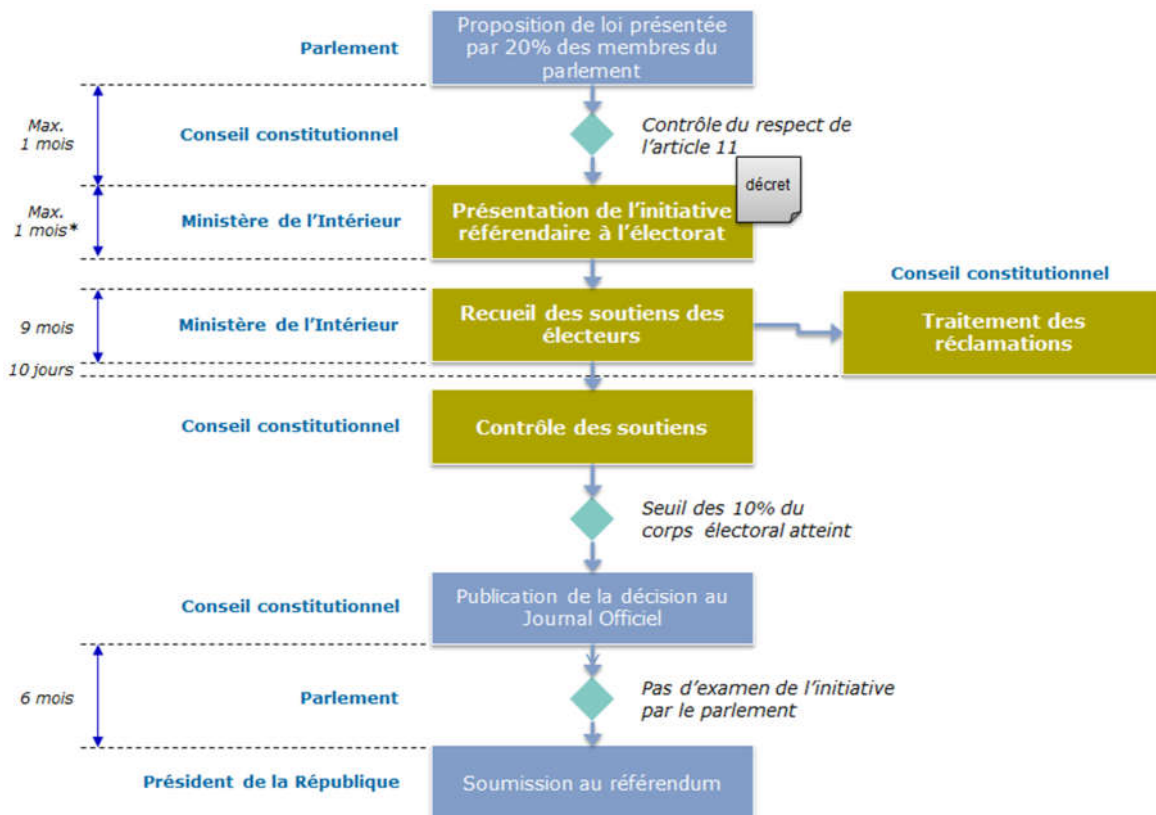 Proposition de loi présentée
par 20% des membres du
parlement
Parlement
Max.
1 mois
Conseil constitutionnel
Contrôle du respect de
l'article 11
décret
Max.
1 mois*
Ministère de l'Intérieur
Présentation de l'initiative
référendaire à l'électorat
Conseil constitutionnel
9 mois
Ministère de l'Intérieur
Recueil des soutiens des
électeurs
Traitement des
réclamations
10 jours
Conseil constitutionnel
Contrôle des soutiens
Seuil des 10% du
corps électoral atteint
Conseil constitutionnel
Publication de la décision au
Journal Officiel
6 mois
Parlement
Pas d'examen de l'initiative
par le parlement
Président de la République
Soumission au référendum